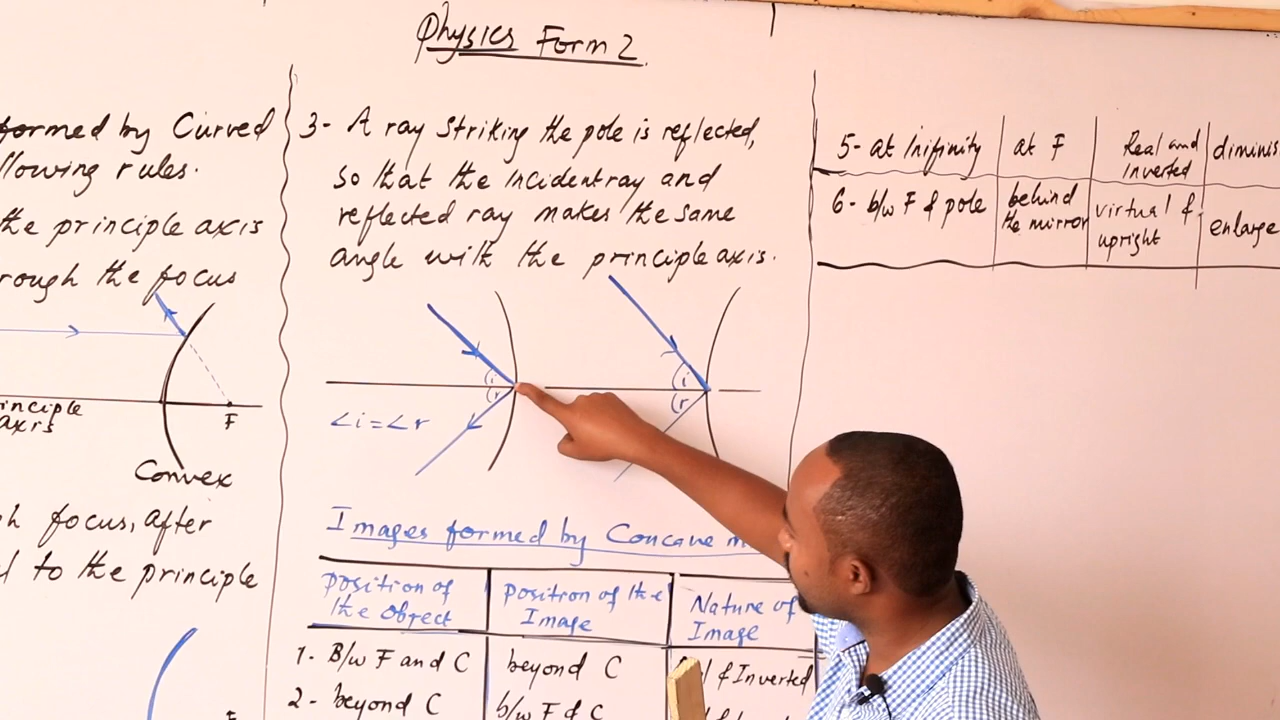 Physics Form 2.
formed by Curved
llowing rules.
the principle axis
rough the focus
inciple
axis
F
Convex
h focus, after
l to the principle
F
3- A ray striking the pole is reflected,
so that the incident ray and
reflected ray makes the same
angle with the principle axis.
i
r
∠i=∠r
i
r
Images formed by Concave m
Position of
the Object
Position of the
Image
Nature of
Image
1- B/w F and C
beyond C
l & Inverted
2- beyond C
b/w F & C
5- at Inifinity
at F
Real and
Inverted
diminis
6- b/w F & pole
behind
the mirror
virtual &
upright
enlarge